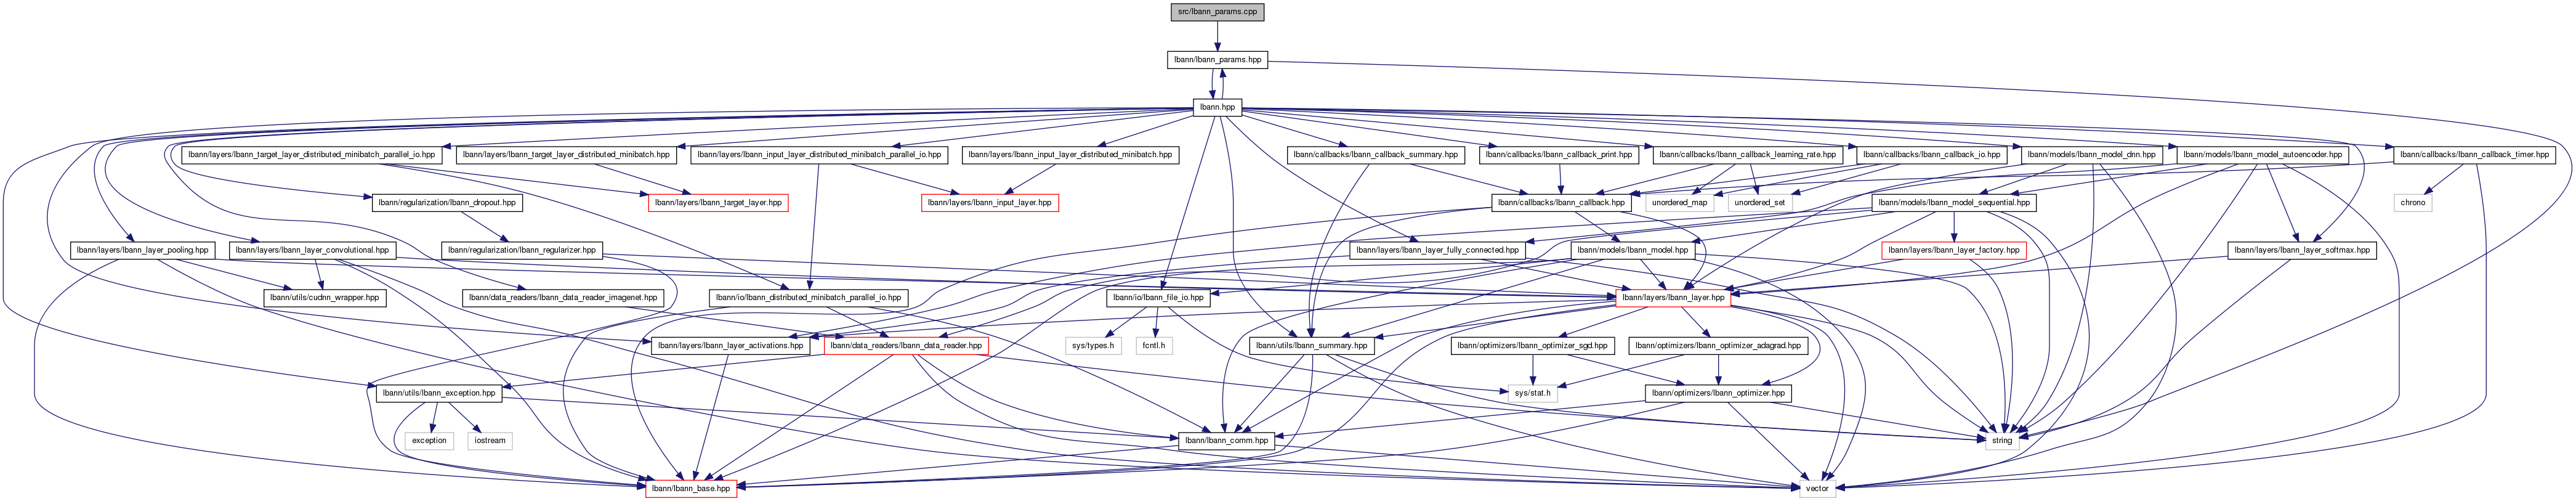 src/lbann_params.cpp
lbann/lbann_params.hpp
lbann.hpp
lbann/layers/lbann_target_layer_distributed_minibatch_parallel_io.hpp
lbann/layers/lbann_target_layer_distributed_minibatch.hpp
lbann/layers/lbann_input_layer_distributed_minibatch_parallel_io.hpp
lbann/layers/lbann_input_layer_distributed_minibatch.hpp
lbann/callbacks/lbann_callback_summary.hpp
lbann/callbacks/lbann_callback_print.hpp
lbann/callbacks/lbann_callback_learning_rate.hpp
lbann/callbacks/lbann_callback_io.hpp
lbann/models/lbann_model_dnn.hpp
lbann/models/lbann_model_autoencoder.hpp
lbann/callbacks/lbann_callback_timer.hpp
lbann/regularization/lbann_dropout.hpp
lbann/layers/lbann_target_layer.hpp
lbann/layers/lbann_input_layer.hpp
lbann/callbacks/lbann_callback.hpp
unordered_map
unordered_set
lbann/models/lbann_model_sequential.hpp
chrono
lbann/layers/lbann_layer_pooling.hpp
lbann/layers/lbann_layer_convolutional.hpp
lbann/regularization/lbann_regularizer.hpp
lbann/layers/lbann_layer_fully_connected.hpp
lbann/models/lbann_model.hpp
lbann/layers/lbann_layer_factory.hpp
lbann/layers/lbann_layer_softmax.hpp
lbann/utils/cudnn_wrapper.hpp
lbann/data_readers/lbann_data_reader_imagenet.hpp
lbann/io/lbann_distributed_minibatch_parallel_io.hpp
lbann/io/lbann_file_io.hpp
lbann/layers/lbann_layer.hpp
lbann/layers/lbann_layer_activations.hpp
lbann/data_readers/lbann_data_reader.hpp
sys/types.h
fcntl.h
lbann/utils/lbann_summary.hpp
lbann/optimizers/lbann_optimizer_sgd.hpp
lbann/optimizers/lbann_optimizer_adagrad.hpp
lbann/utils/lbann_exception.hpp
sys/stat.h
lbann/optimizers/lbann_optimizer.hpp
exception
iostream
lbann/lbann_comm.hpp
string
lbann/lbann_base.hpp
vector